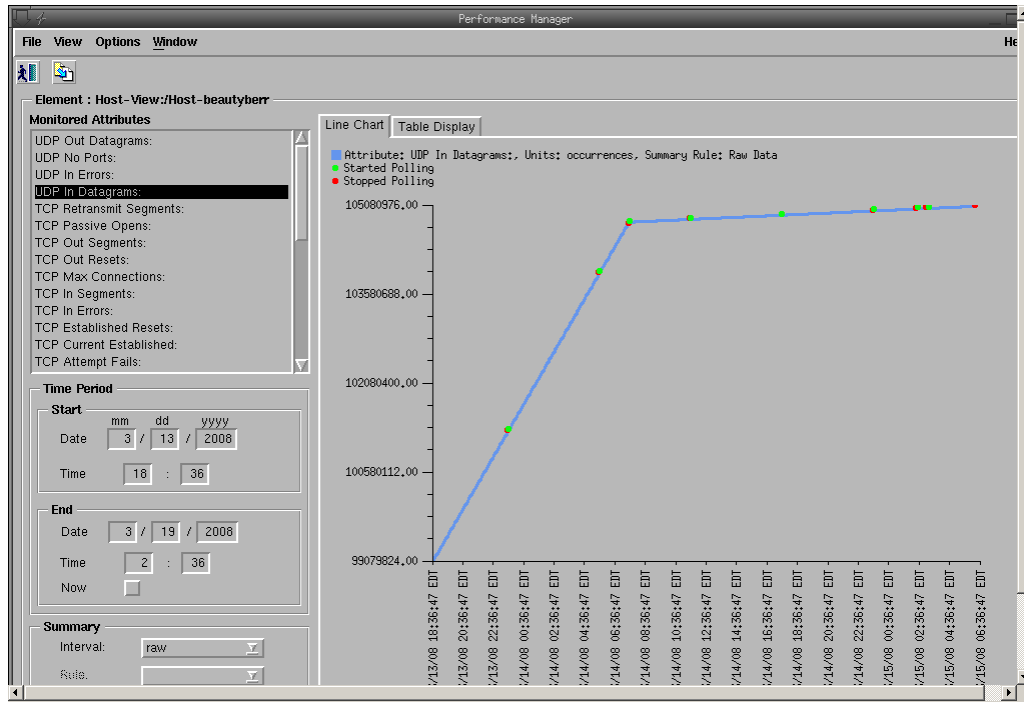 Performance Manager
File View Options Window He
Element : Host-View:/Host-beautyberr
Monitored Attributes
UDP Out Datagrams:
UDP No Ports:
UDP In Errors:
UDP In Datagrams:
TCP Retransmit Segments:
TCP Passive Opens:
TCP Out Segments:
TCP Out Resets:
TCP Max Connections:
TCP In Segments:
TCP In Errors:
TCP Established Resets:
TCP Current Established:
TCP Attempt Fails:
Time Period
Start
mm dd yyyy
Date 3 / 13 / 2008
Time 18 : 36
End
Date 3 / 19 / 2008
Time 2 : 36
Now
Summary
Interval: raw
Rule.
Line Chart Table Display
Attribute: UDP In Datagrams:, Units: occurrences, Summary Rule: Raw Data
Started Polling
Stopped Polling
105080976.00
103580688.00
102080400.00
100580112.00
99079824.00
/13/08 18:36:47 EDT
/13/08 20:36:47 EDT
/13/08 22:36:47 EDT
/14/08 00:36:47 EDT
/14/08 02:36:47 EDT
/14/08 04:36:47 EDT
/14/08 06:36:47 EDT
/14/08 08:36:47 EDT
/14/08 10:36:47 EDT
/14/08 12:36:47 EDT
/14/08 14:36:47 EDT
/14/08 16:36:47 EDT
/14/08 18:36:47 EDT
/14/08 20:36:47 EDT
/14/08 22:36:47 EDT
/15/08 00:36:47 EDT
/15/08 02:36:47 EDT
/15/08 04:36:47 EDT
/15/08 06:36:47 EDT